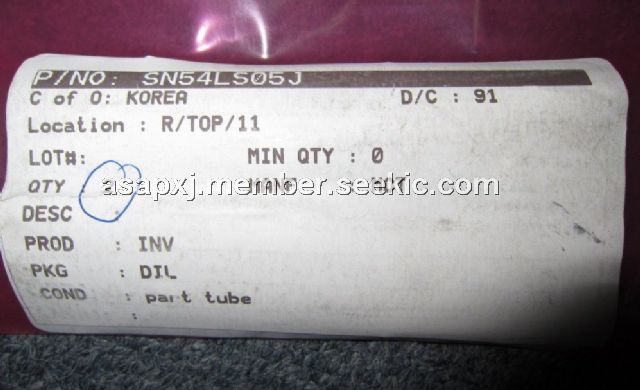 P/NO: SN54LS05J
C of O: KOREA D/C : 91
Location : R/TOP/11
LOT#: MIN QTY : 0
QTY :
asapxj.member.seekic.com
DESC :
PROD : INV
PKG : DIL
COND : part tube
: